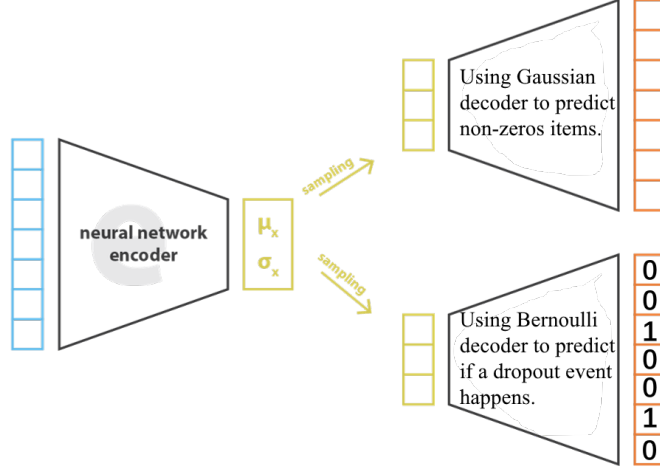 neural network
encoder
e
μx
σx
sampling
sampling
Using Gaussian
decoder to predict
non-zeros items.
Using Bernoulli
decoder to predict
if a dropout event
happens.
0
0
1
0
0
1
0